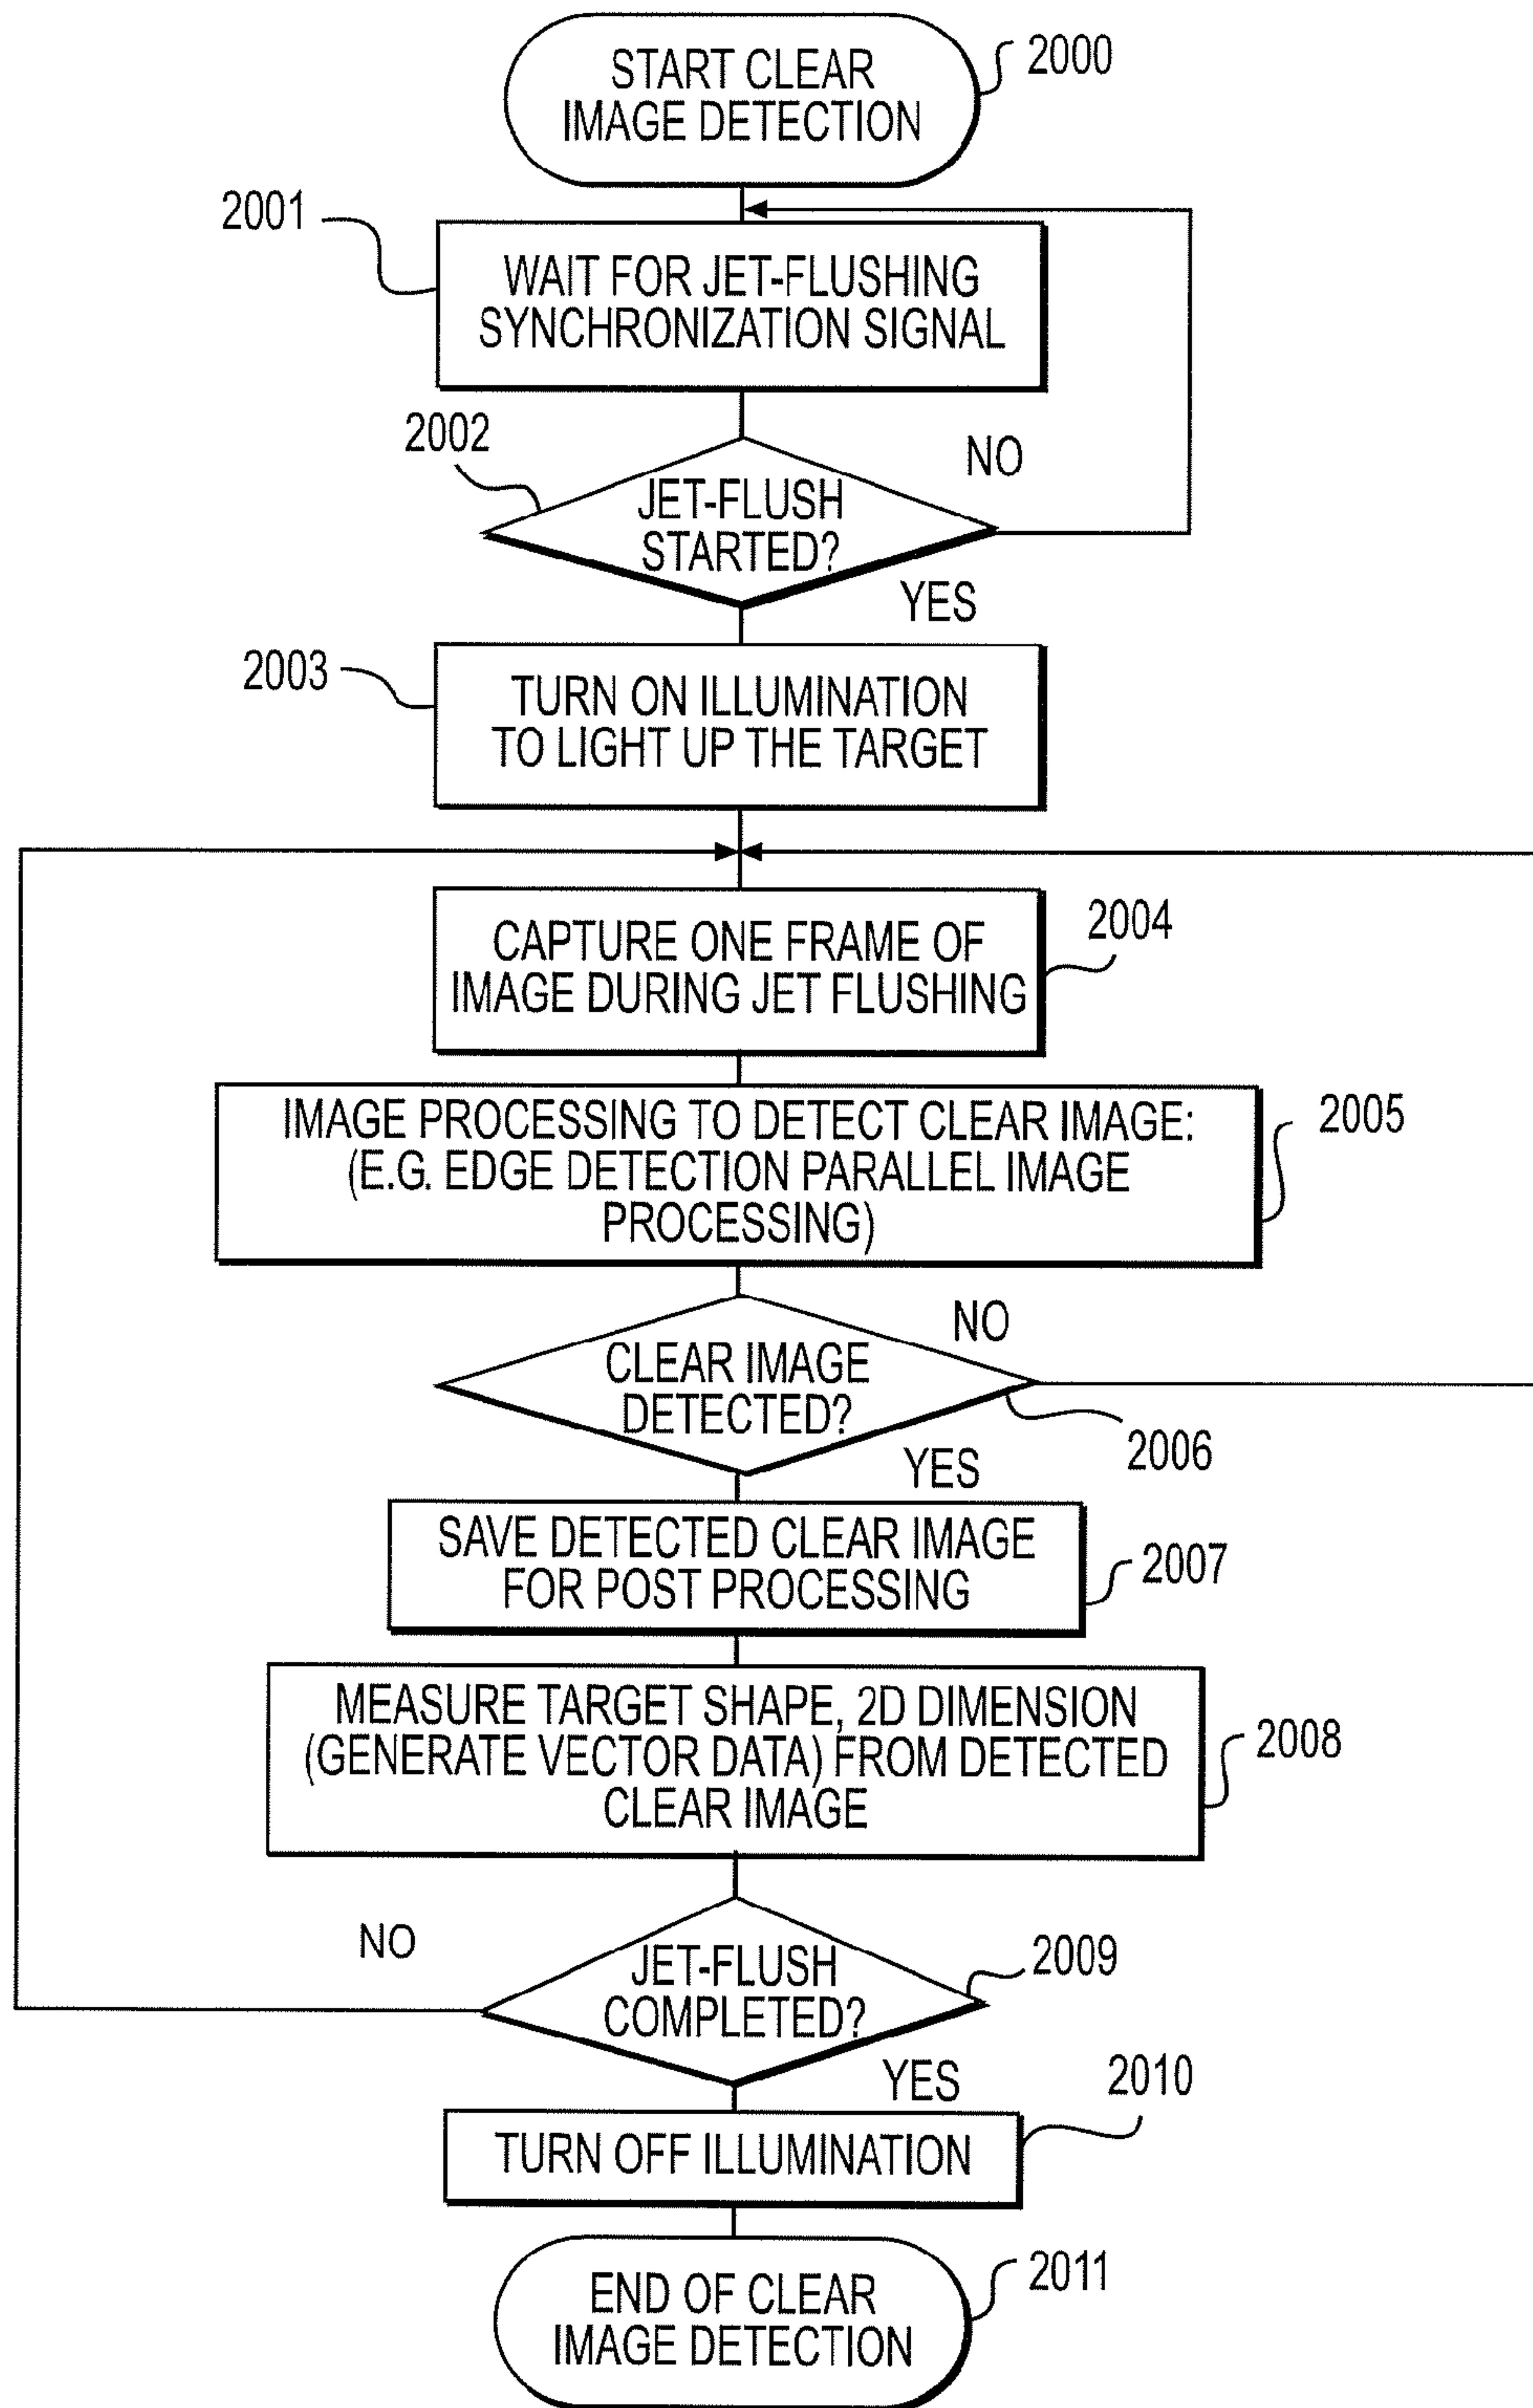 START CLEAR
IMAGE DETECTION
2000
2001
WAIT FOR JET-FLUSHING
SYNCHRONIZATION SIGNAL
2002
JET-FLUSH
STARTED?
NO
YES
2003
TURN ON ILLUMINATION
TO LIGHT UP THE TARGET
CAPTURE ONE FRAME OF
IMAGE DURING JET FLUSHING
2004
IMAGE PROCESSING TO DETECT CLEAR IMAGE:
(E.G. EDGE DETECTION PARALLEL IMAGE
PROCESSING)
2005
CLEAR IMAGE
DETECTED?
NO
2006
YES
SAVE DETECTED CLEAR IMAGE
FOR POST PROCESSING
2007
MEASURE TARGET SHAPE, 2D DIMENSION
(GENERATE VECTOR DATA) FROM DETECTED
CLEAR IMAGE
2008
NO
JET-FLUSH
COMPLETED?
2009
YES
2010
TURN OFF ILLUMINATION
END OF CLEAR
IMAGE DETECTION
2011